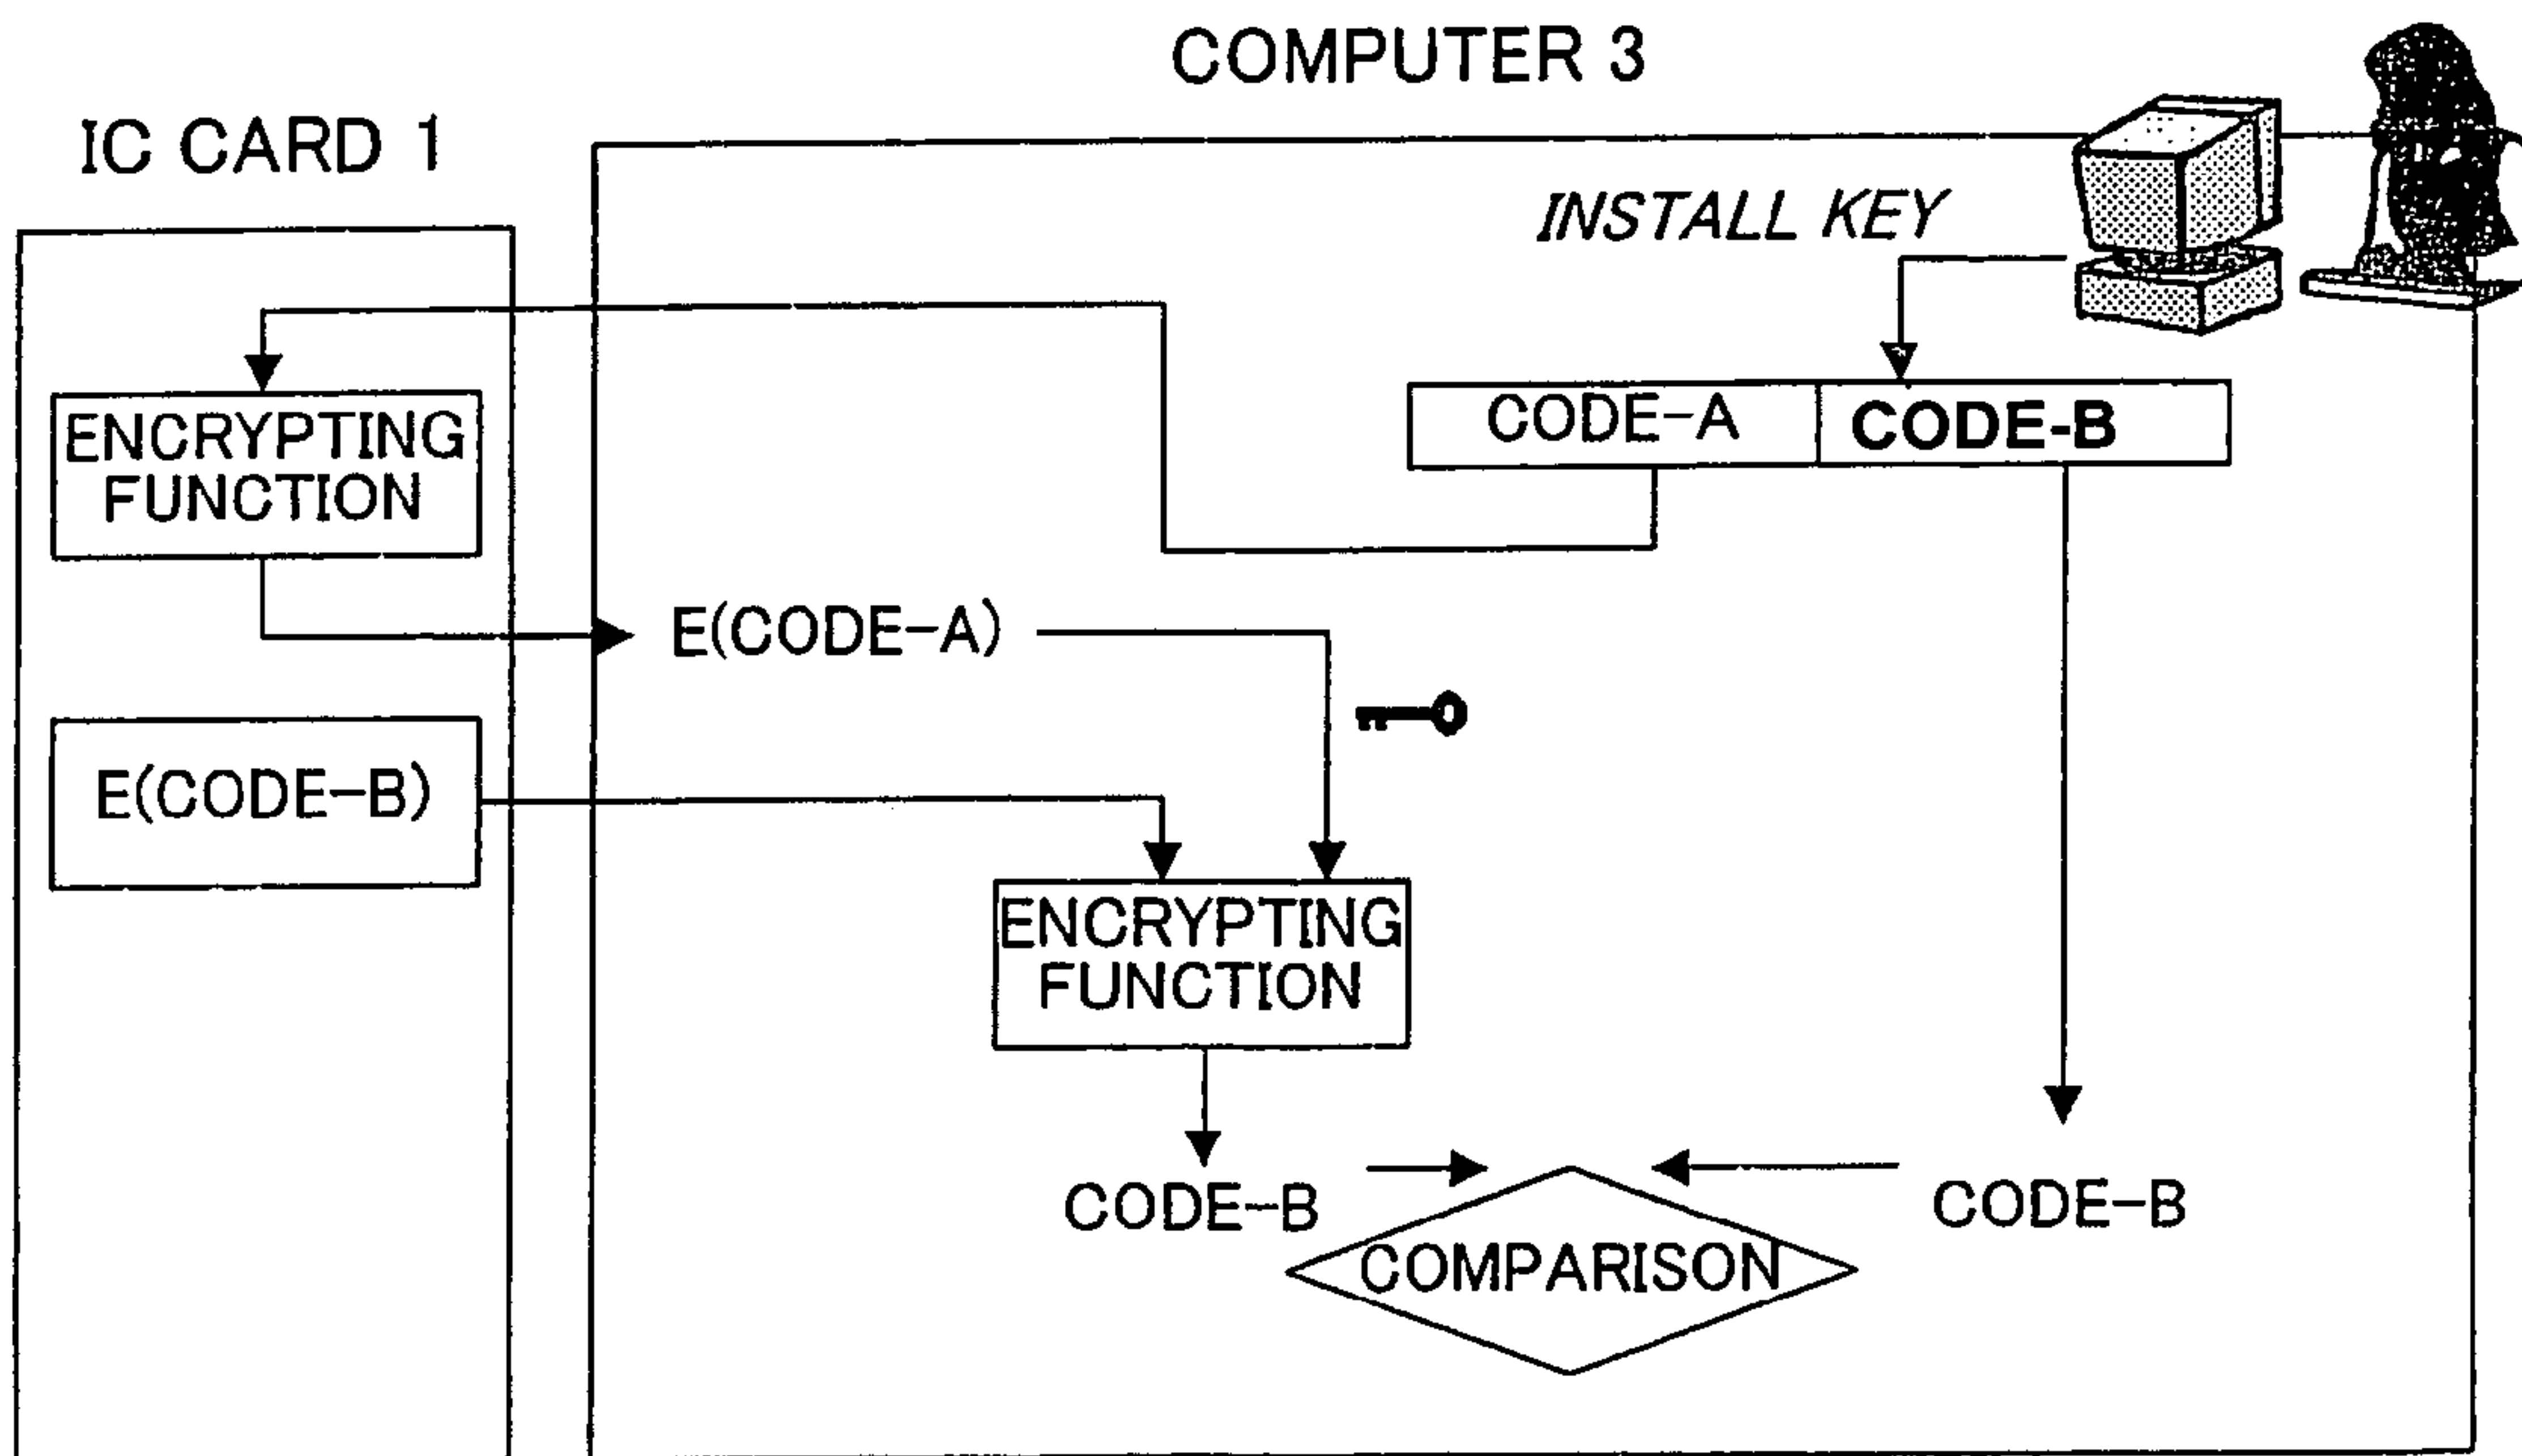 COMPUTER 3
IC CARD 1
INSTALL KEY
CODE-A
CODE-B
ENCRYPTING
FUNCTION
E(CODE-A)
E(CODE-B)
ENCRYPTING
FUNCTION
CODE-B
CODE-B
COMPARISON